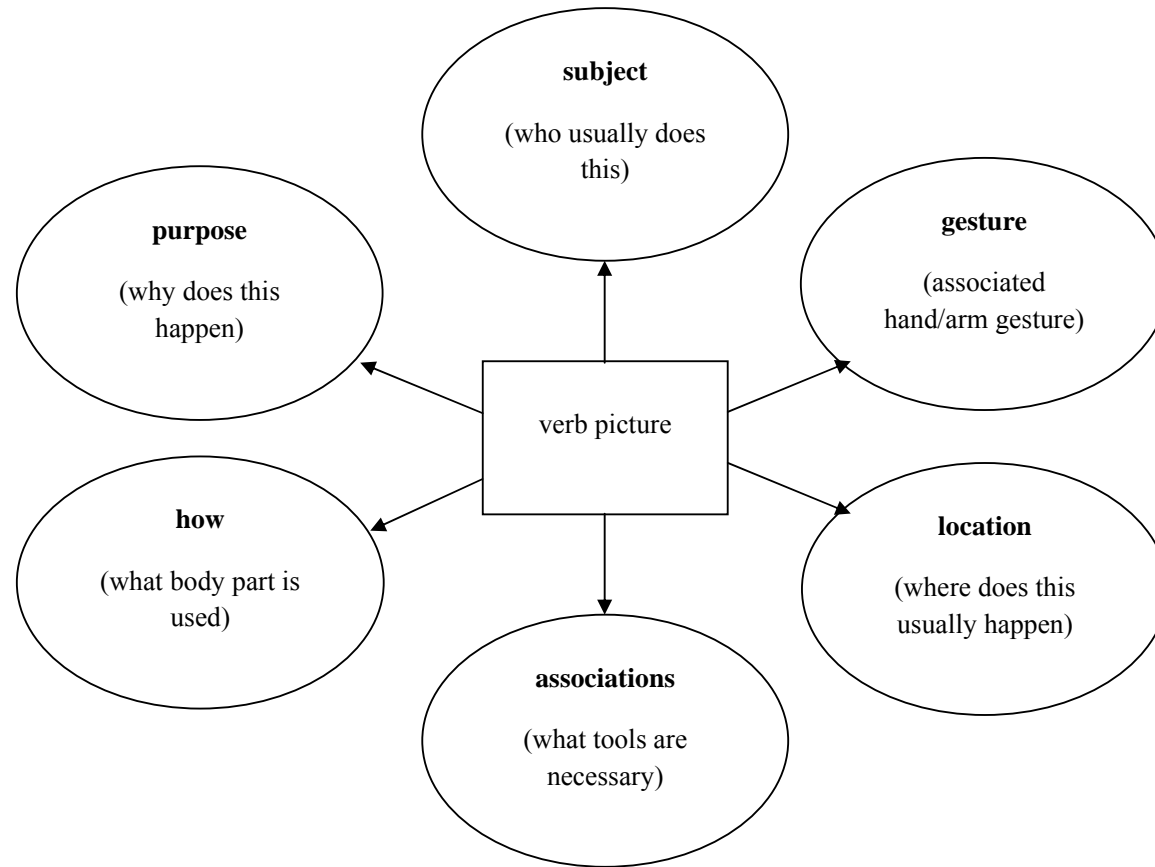 subject
(who usually does
this)
purpose
(why does this
happen)
gesture
(associated
hand/arm gesture)
verb picture
how
(what body part is
used)
location
(where does this
usually happen)
associations
(what tools are
necessary)